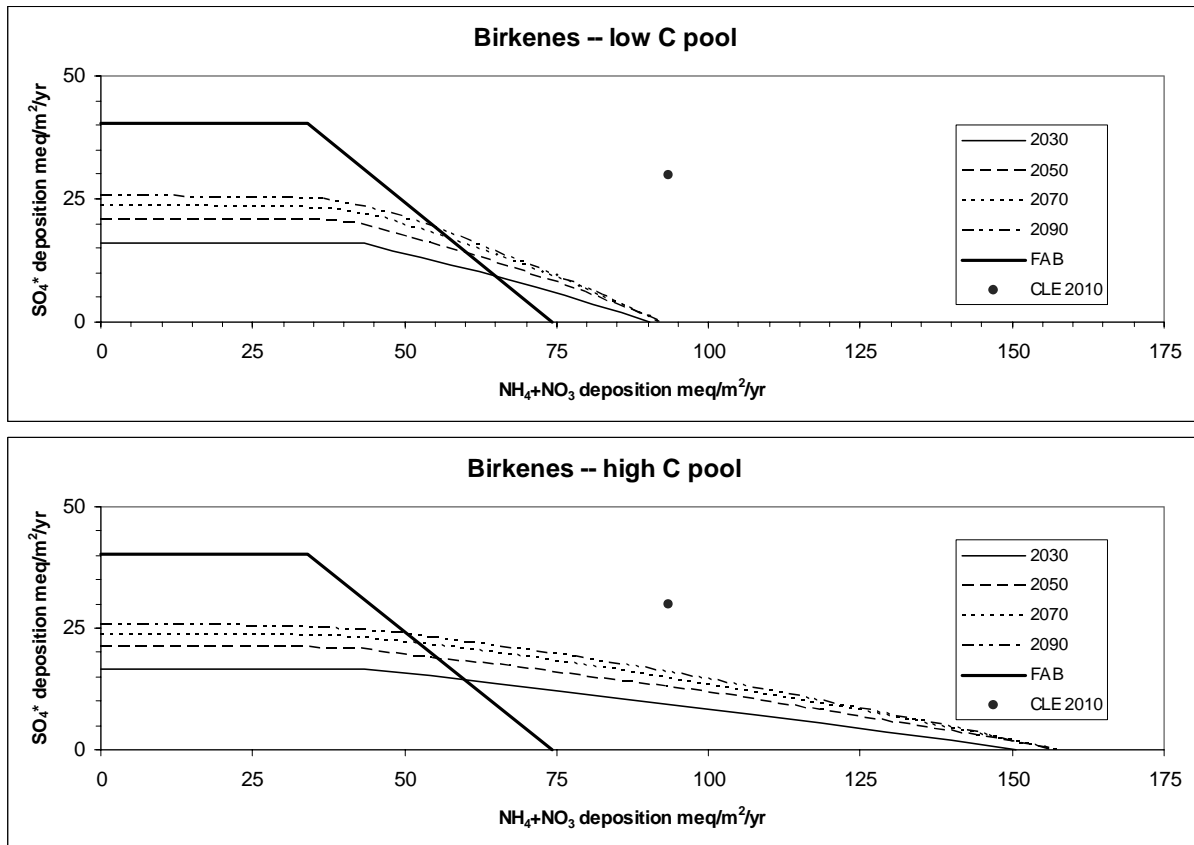 Birkenes -- low C pool
50
25
0
SO₄* deposition meq/m²/yr
0 25 50 75 100 125 150 175
NH₄+NO₃ deposition meq/m²/yr
2030
2050
2070
2090
FAB
CLE 2010
Birkenes -- high C pool
50
25
0
SO₄* deposition meq/m²/yr
0 25 50 75 100 125 150 175
NH₄+NO₃ deposition meq/m²/yr
2030
2050
2070
2090
FAB
CLE 2010